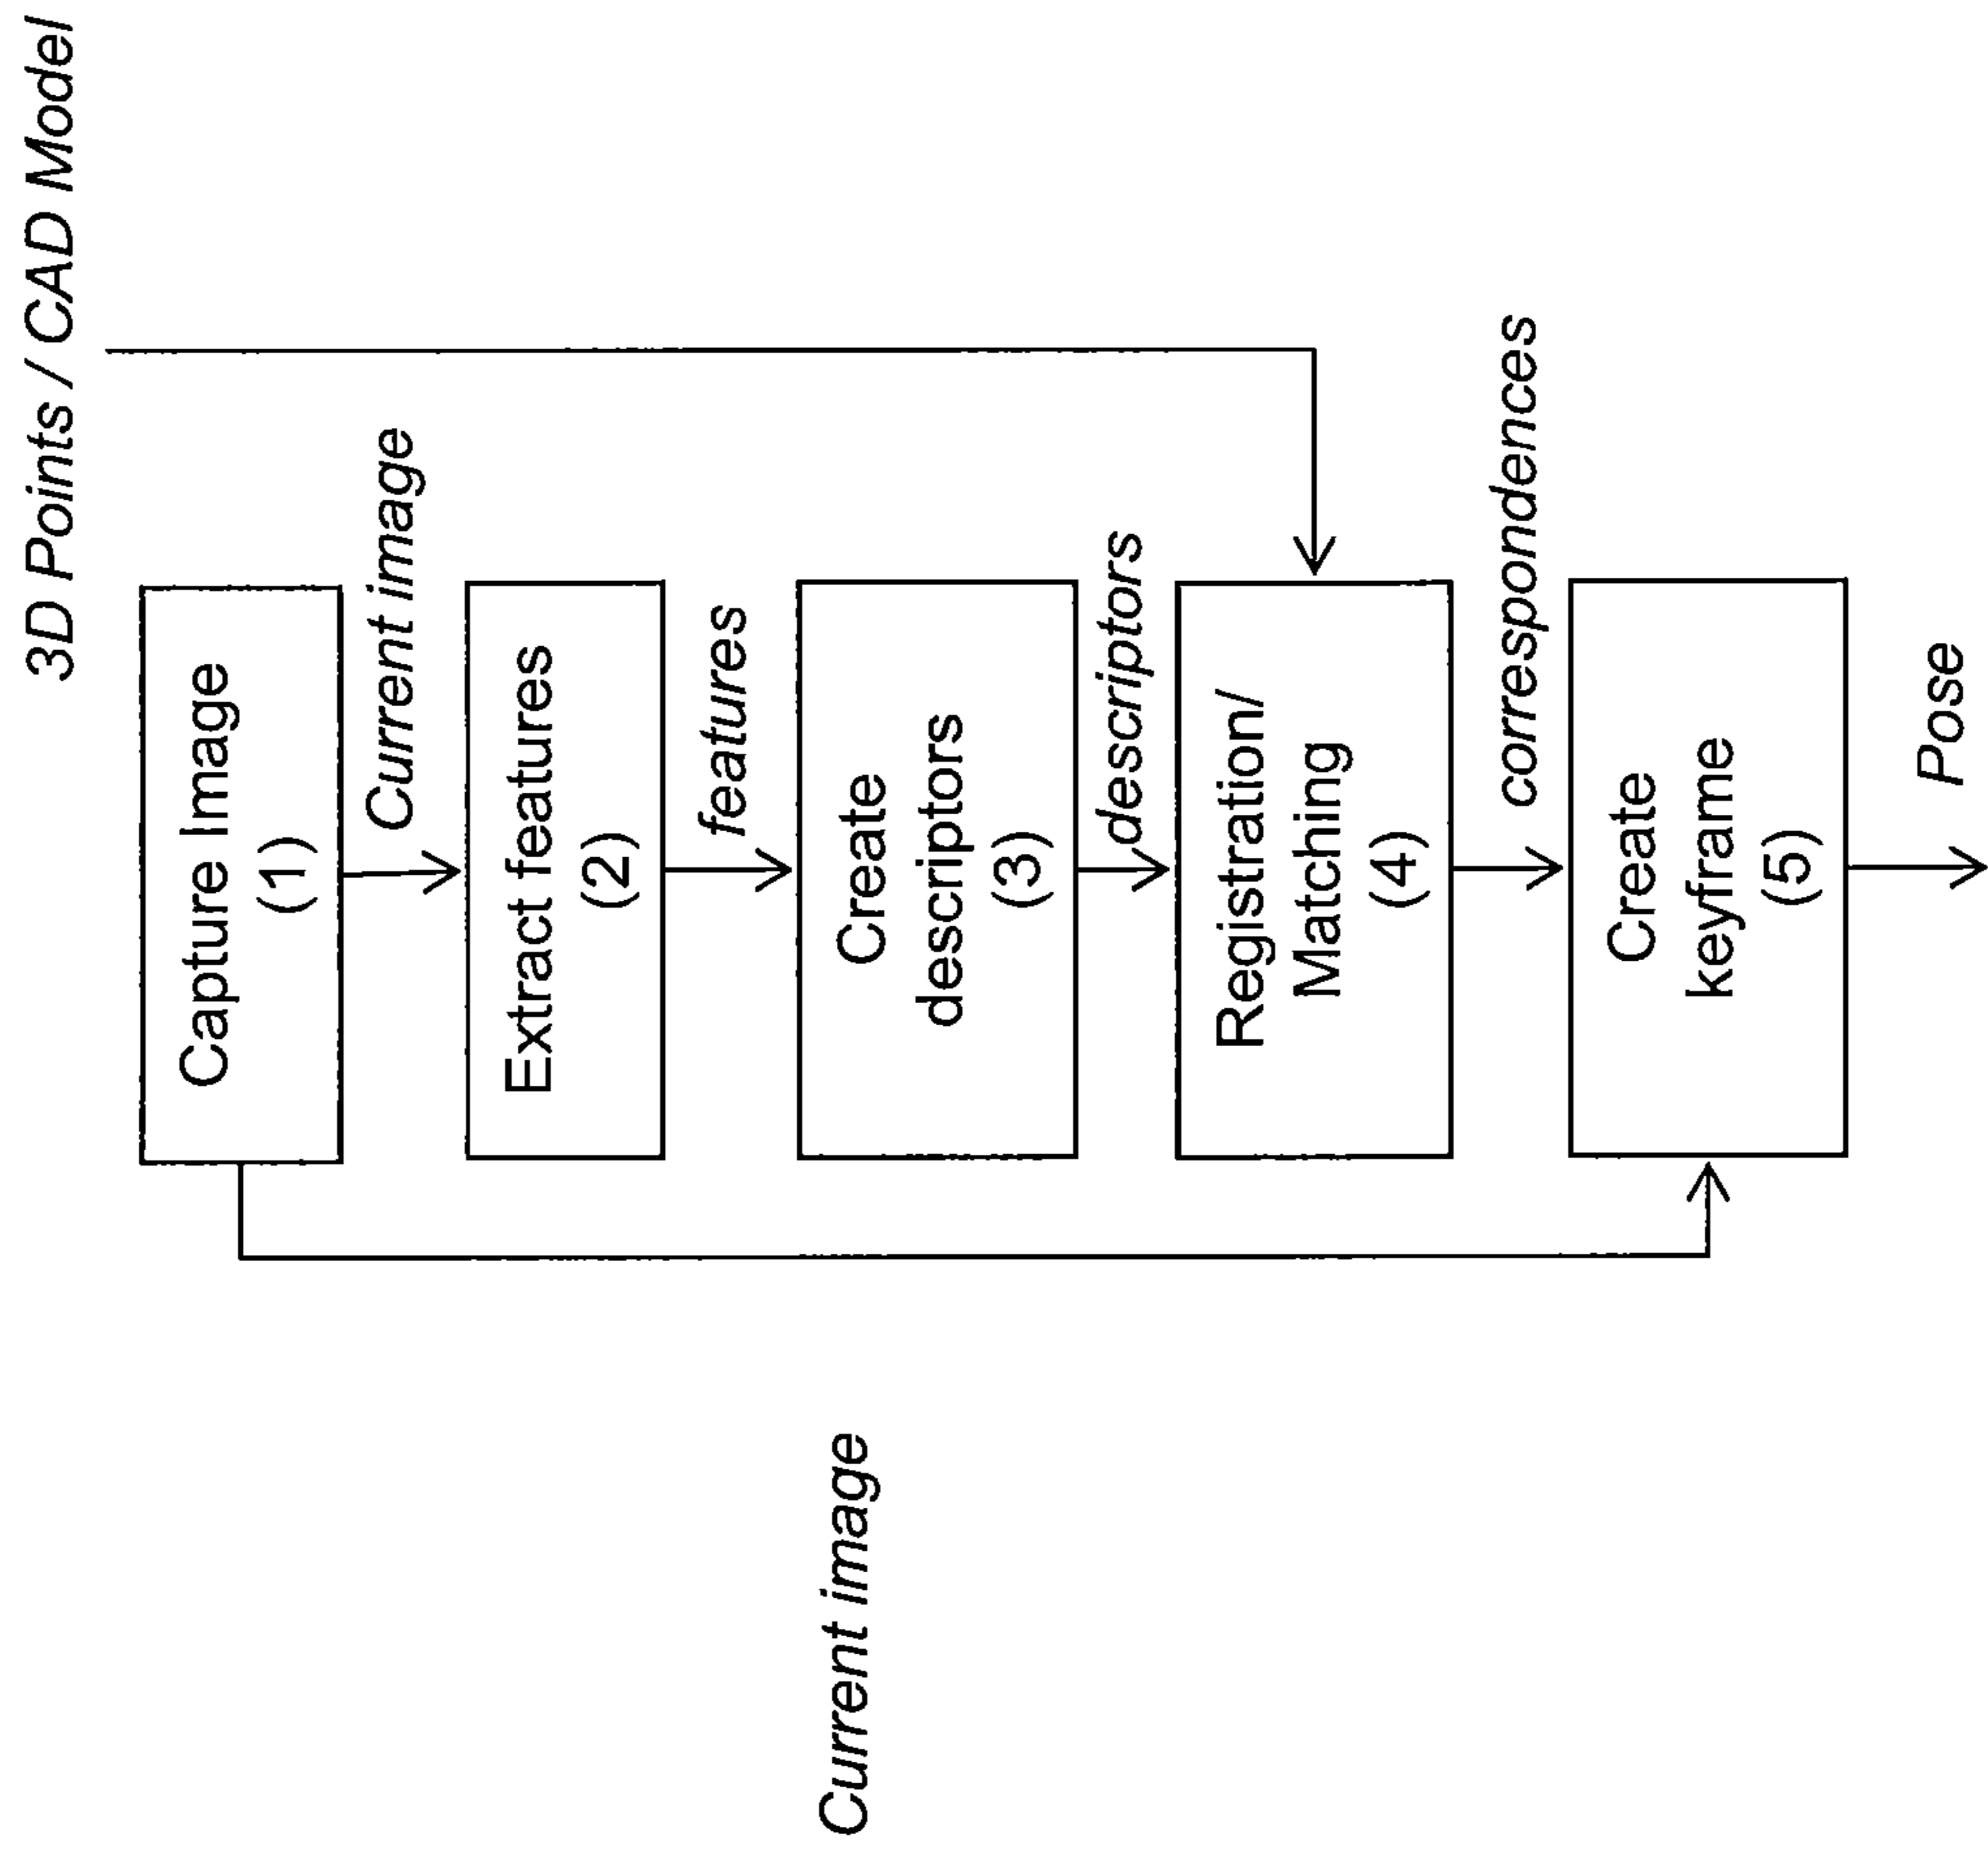 3D Points / CAD Model
Capture Image
(1)
Current image
Extract features
(2)
features
Create
descriptors
(3)
descriptors
Registration/
Matching
(4)
correspondences
Create
keyframe
(5)
Pose
Current image